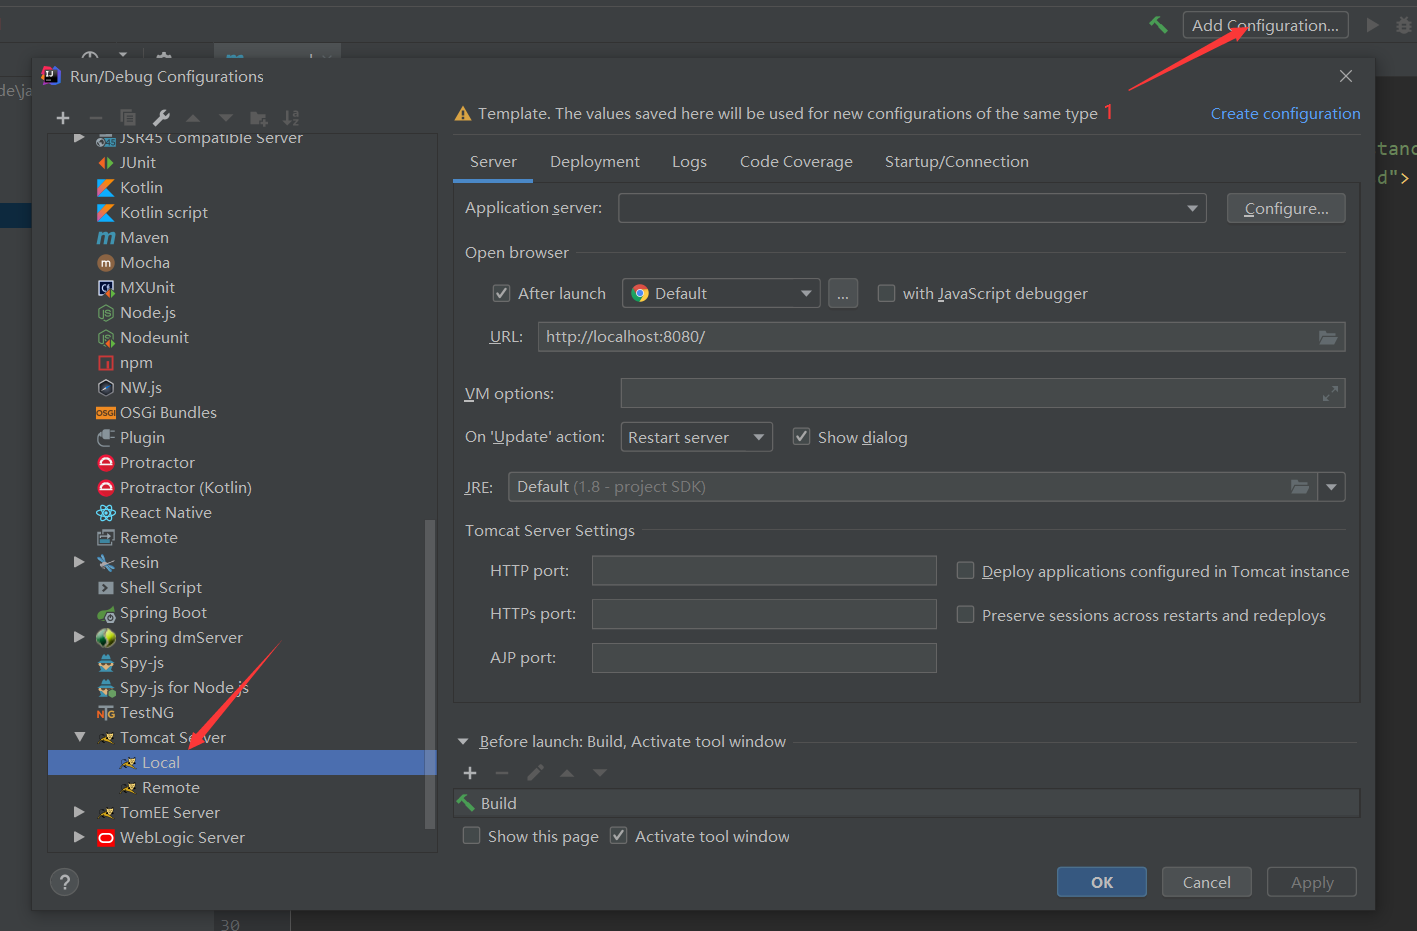 Add Configuration...
de\ja
Run/Debug Configurations
Template. The values saved here will be used for new configurations of the same type 1
Create configuration
JSR45 Compatible Server
JUnit
Kotlin
Kotlin script
Maven
Mocha
MXUnit
Node.js
Nodeunit
npm
NW.js
OSGi Bundles
Plugin
Protractor
Protractor (Kotlin)
React Native
Remote
Resin
Shell Script
Spring Boot
Spring dmServer
Spy-js
Spy-js for Node.js
TestNG
Tomcat Server
Local
Remote
TomEE Server
WebLogic Server
Server Deployment Logs Code Coverage Startup/Connection
Application server: Configure...
Open browser
After launch Default ... with JavaScript debugger
URL: http://localhost:8080/
VM options:
On 'Update' action: Restart server Show dialog
JRE: Default (1.8 - project SDK)
Tomcat Server Settings
HTTP port: Deploy applications configured in Tomcat instance
HTTPs port: Preserve sessions across restarts and redeploys
AJP port:
Before launch: Build, Activate tool window
Build
Show this page Activate tool window
? OK Cancel Apply
tanc
d">
30